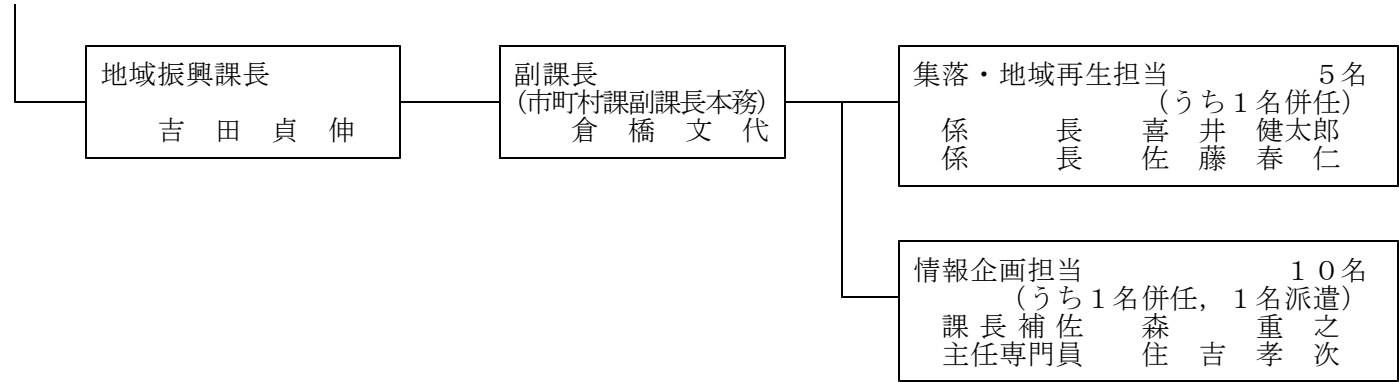 地域振興課長
吉　田　貞　伸
副課長
（市町村課副課長本務）
倉　橋　文　代
集落・地域再生担当　　　　　５名
（うち１名併任）
係　　　長　　喜　井　健太郎
係　　　長　　佐　藤　春　仁
情報企画担当　　　　　　　１０名
（うち１名併任，１名派遣）
課 長 補 佐　　森　　　重　之
主任専門員　　住　吉　孝　次